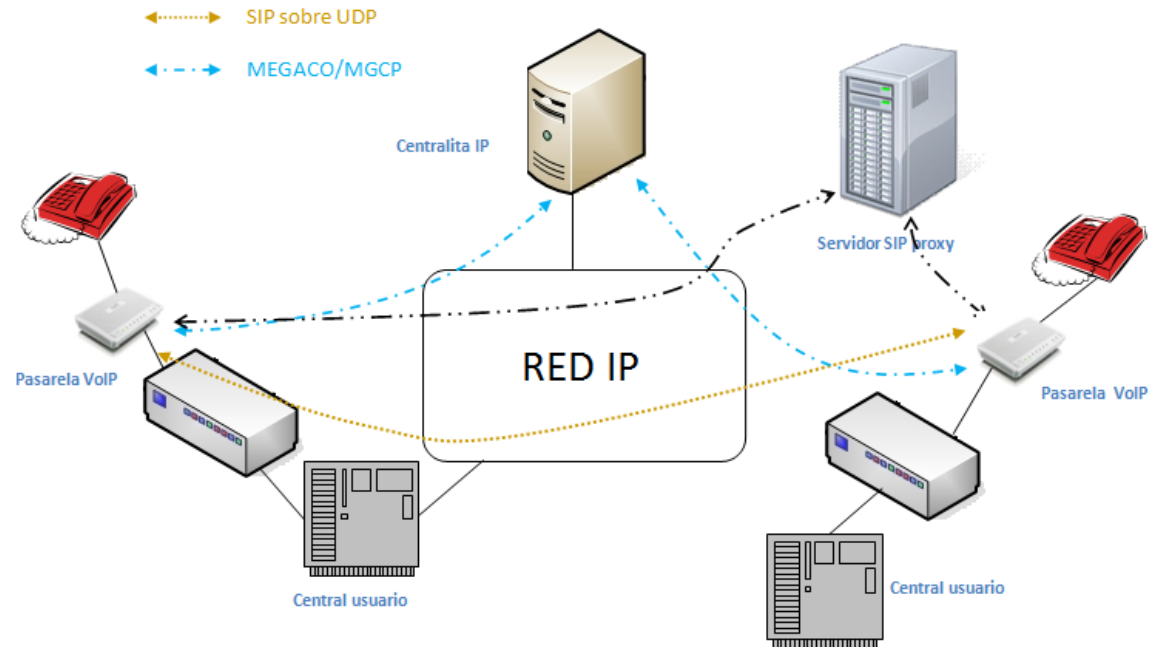 SIP sobre UDP
MEGACO/MGCP
Centralita IP
Servidor SIP proxy
RED IP
Pasarela VoIP
Pasarela VoIP
Central usuario
Central usuario